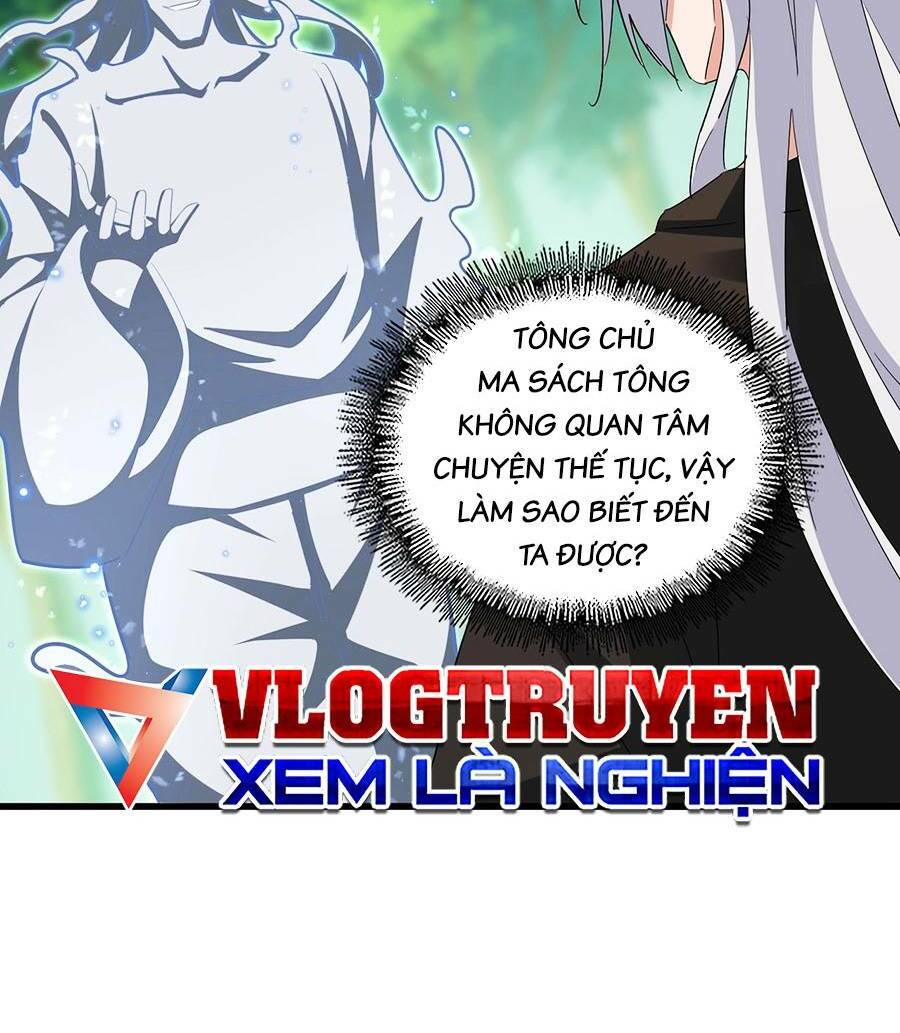 TÔNG CHỦ
MA SÁCH TÔNG
KHÔNG QUAN TÂM
CHUYỆN THẾ TỤC, VẬY
LÀM SAO BIẾT ĐẾN
TA ĐƯỢC?
VLOGTRUYEN
XEM LÀ NGHIỆN